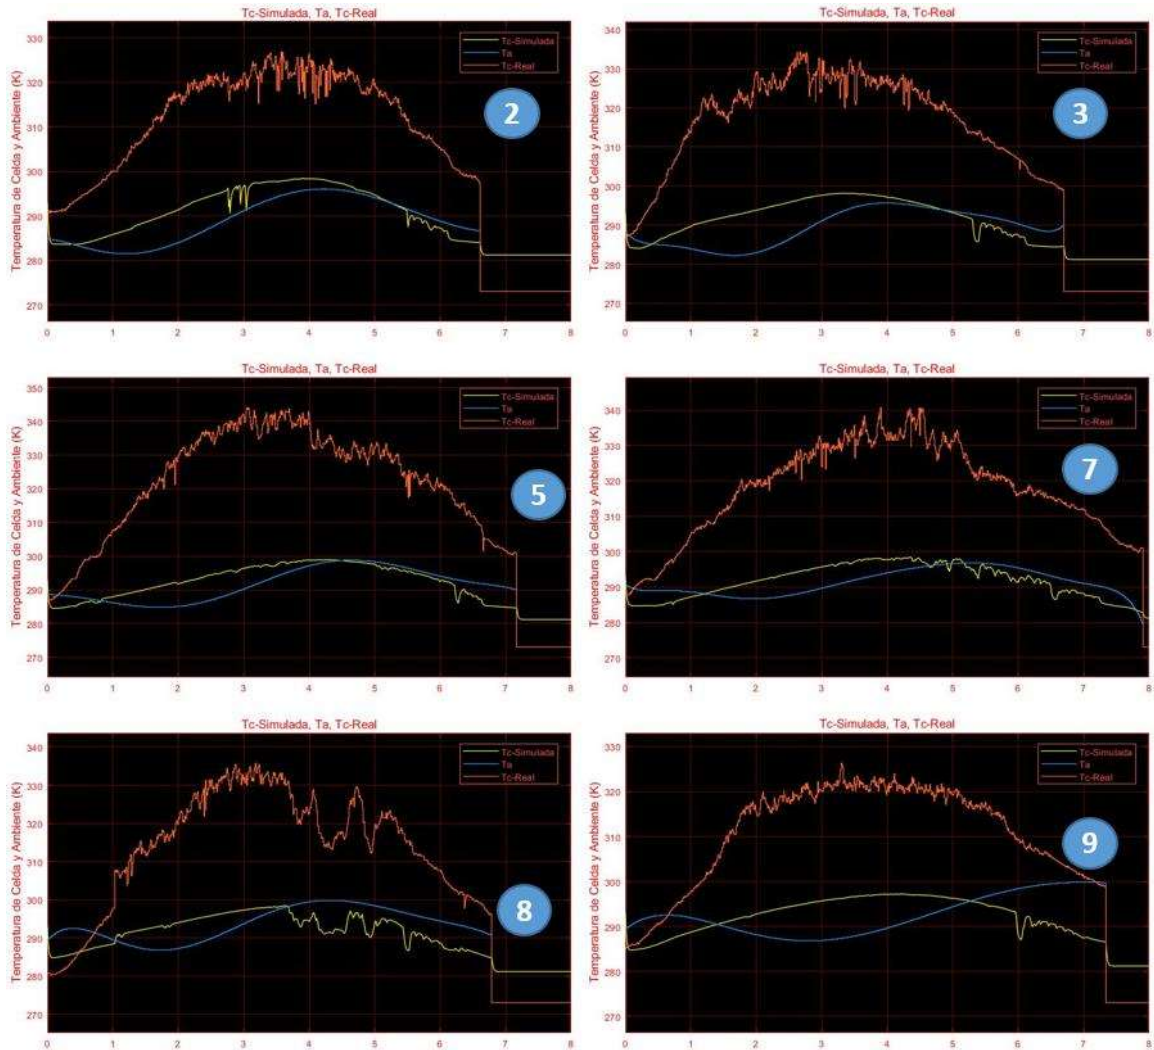 Tc-Simulada, Ta, Tc-Real
Temperatura de Celda y Ambiente (K)
330
320
310
300
290
280
270
0 1 2 3 4 5 6 7 8
Tc-Simulada
Ta
Tc-Real
2
Tc-Simulada, Ta, Tc-Real
Temperatura de Celda y Ambiente (K)
340
330
320
310
300
290
280
270
0 1 2 3 4 5 6 7 8
Tc-Simulada
Ta
Tc-Real
3
Tc-Simulada, Ta, Tc-Real
Temperatura de Celda y Ambiente (K)
350
340
330
320
310
300
290
280
270
0 1 2 3 4 5 6 7 8
Tc-Simulada
Ta
Tc-Real
5
Tc-Simulada, Ta, Tc-Real
Temperatura de Celda y Ambiente (K)
340
330
320
310
300
290
280
270
0 1 2 3 4 5 6 7 8
Tc-Simulada
Ta
Tc-Real
7
Tc-Simulada, Ta, Tc-Real
Temperatura de Celda y Ambiente (K)
340
330
320
310
300
290
280
270
0 1 2 3 4 5 6 7 8
Tc-Simulada
Ta
Tc-Real
8
Tc-Simulada, Ta, Tc-Real
Temperatura de Celda y Ambiente (K)
330
320
310
300
290
280
270
0 1 2 3 4 5 6 7 8
Tc-Simulada
Ta
Tc-Real
9